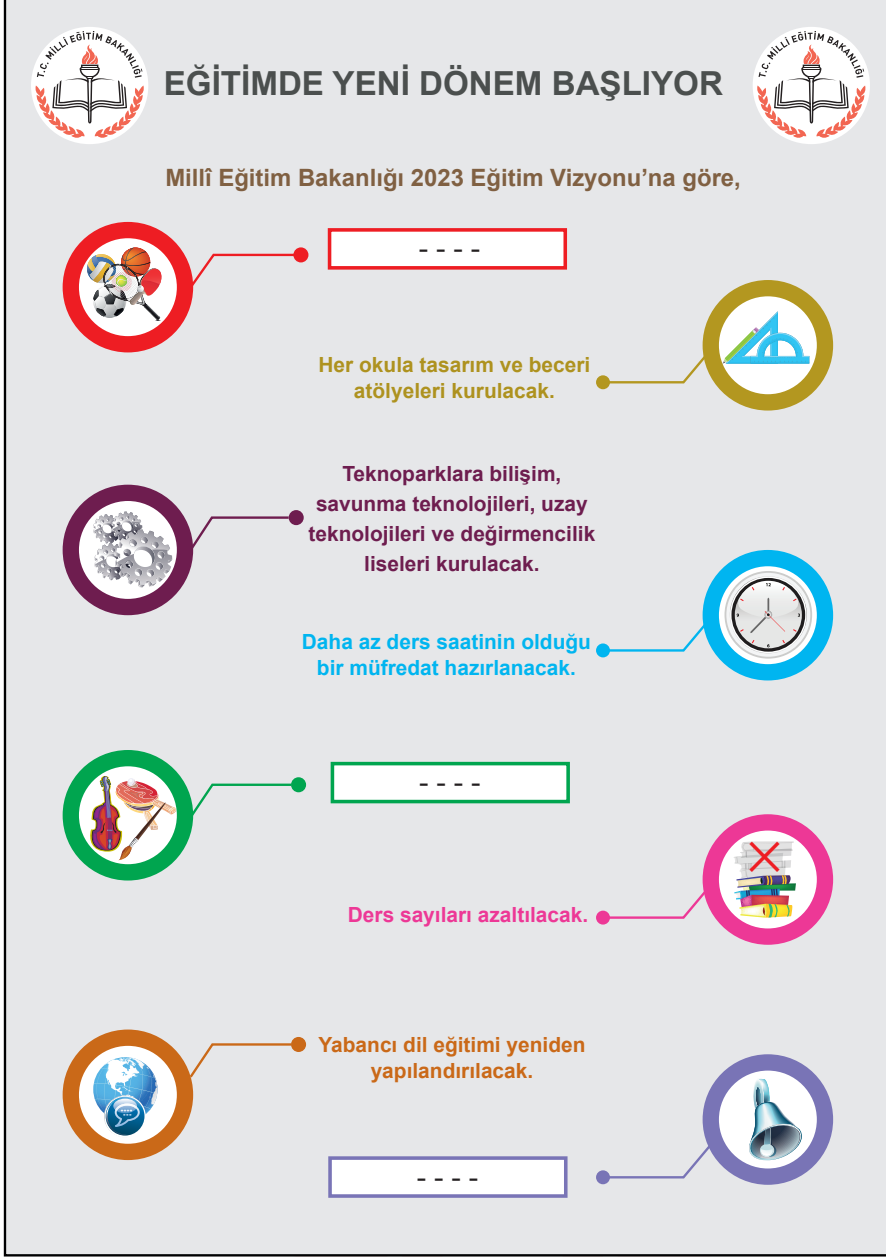 T.C. MİLLİ EĞİTİM BAKANLIĞI
T.C. MİLLİ EĞİTİM BAKANLIĞI
EĞİTİMDE YENİ DÖNEM BAŞLIYOR
Millî Eğitim Bakanlığı 2023 Eğitim Vizyonu’na göre,
- - - -
Her okula tasarım ve beceri
atölyeleri kurulacak.
Teknoparklara bilişim,
savunma teknolojileri, uzay
teknolojileri ve değirmencilik
liseleri kurulacak.
12
3
6
Daha az ders saatinin olduğu
bir müfredat hazırlanacak.
- - - -
Ders sayıları azaltılacak.
Yabancı dil eğitimi yeniden
yapılandırılacak.
- - - -